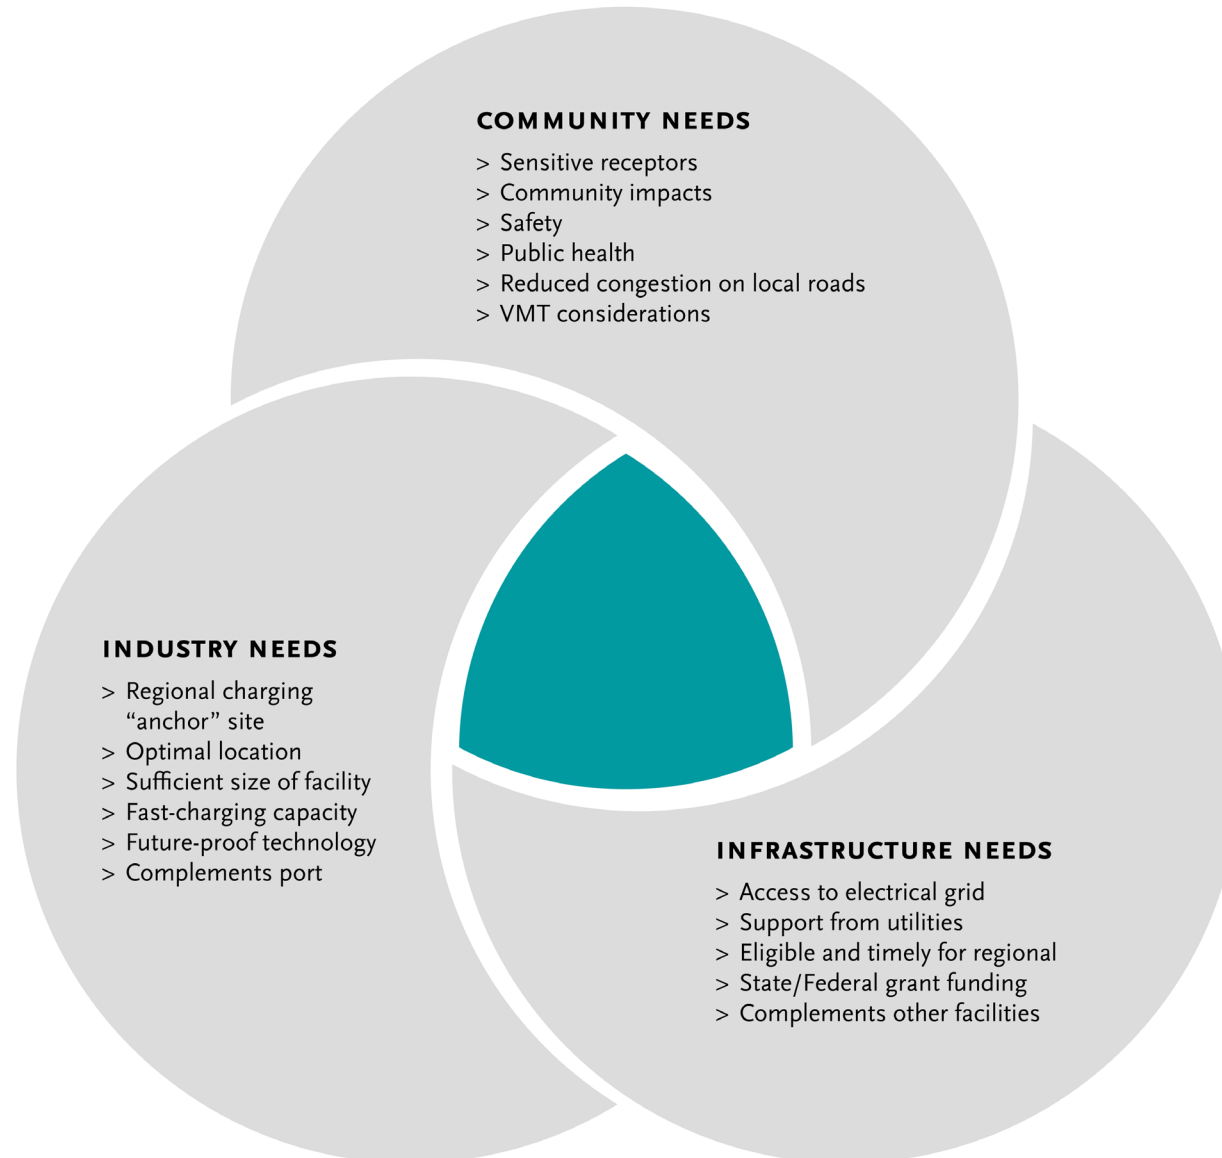 COMMUNITY NEEDS
> Sensitive receptors
> Community impacts
> Safety
> Public health
> Reduced congestion on local roads
> VMT considerations
INDUSTRY NEEDS
> Regional charging
“anchor” site
> Optimal location
> Sufficient size of facility
> Fast-charging capacity
> Future-proof technology
> Complements port
INFRASTRUCTURE NEEDS
> Access to electrical grid
> Support from utilities
> Eligible and timely for regional
> State/Federal grant funding
> Complements other facilities